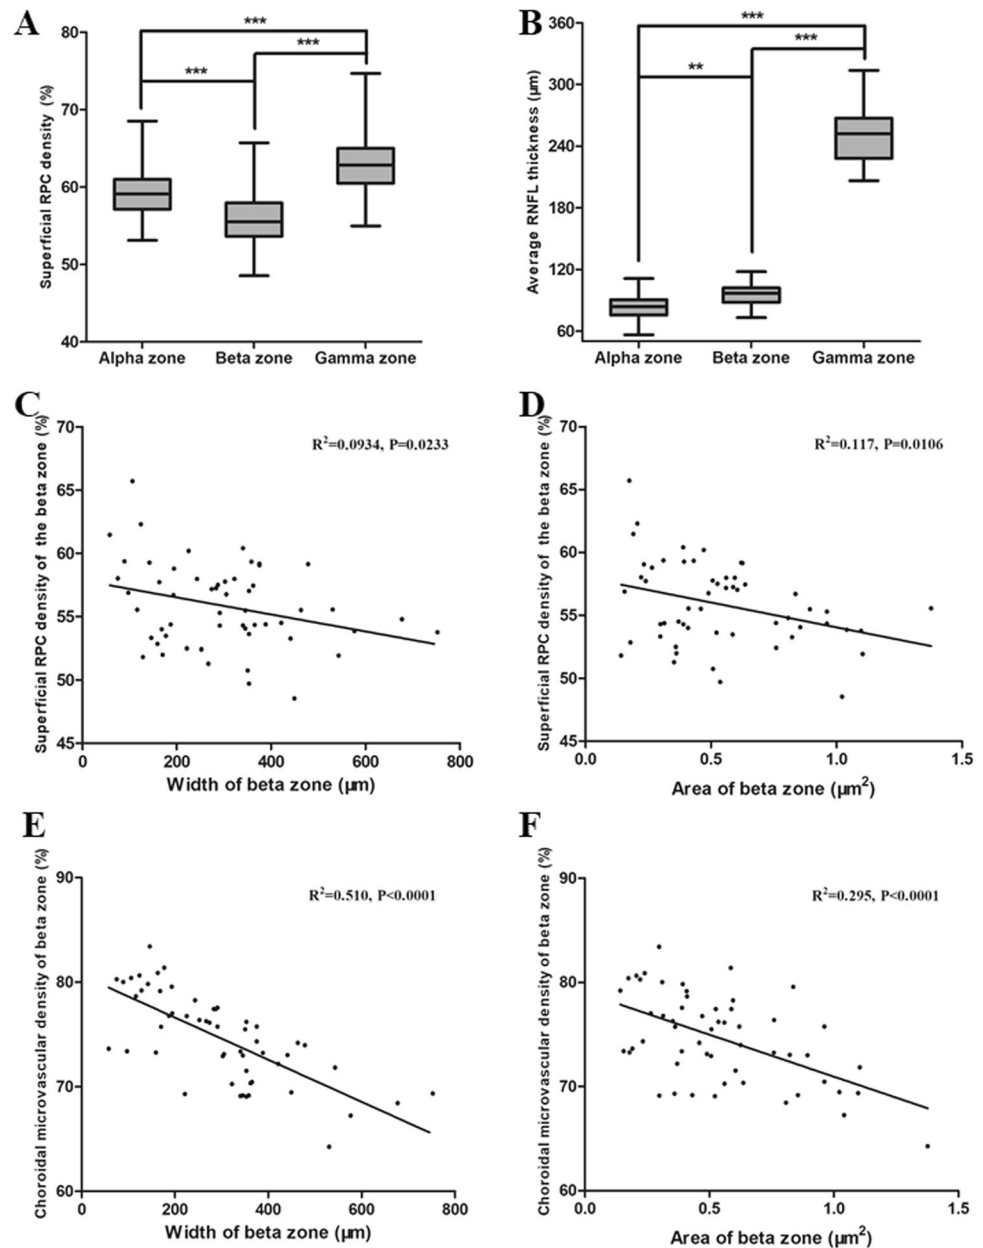 A
Superficial RPC density (%)
80
70
60
50
40
***
***
***
Alpha zone
Beta zone
Gamma zone
B
Average RNFL thickness (μm)
360
300
240
180
120
60
***
***
**
Alpha zone
Beta zone
Gamma zone
C
Superficial RPC density of the beta zone (%)
70
65
60
55
50
45
R²=0.0934, P=0.0233
0
200
400
600
800
Width of beta zone (μm)
D
Superficial RPC density of the beta zone (%)
70
65
60
55
50
45
R²=0.117, P=0.0106
0.0
0.5
1.0
1.5
Area of beta zone (μm²)
E
Choroidal microvascular density of beta zone (%)
90
80
70
60
R²=0.510, P<0.0001
0
200
400
600
800
Width of beta zone (μm)
F
Choroidal microvascular density of beta zone (%)
90
80
70
60
R²=0.295, P<0.0001
0.0
0.5
1.0
1.5
Area of beta zone (μm²)